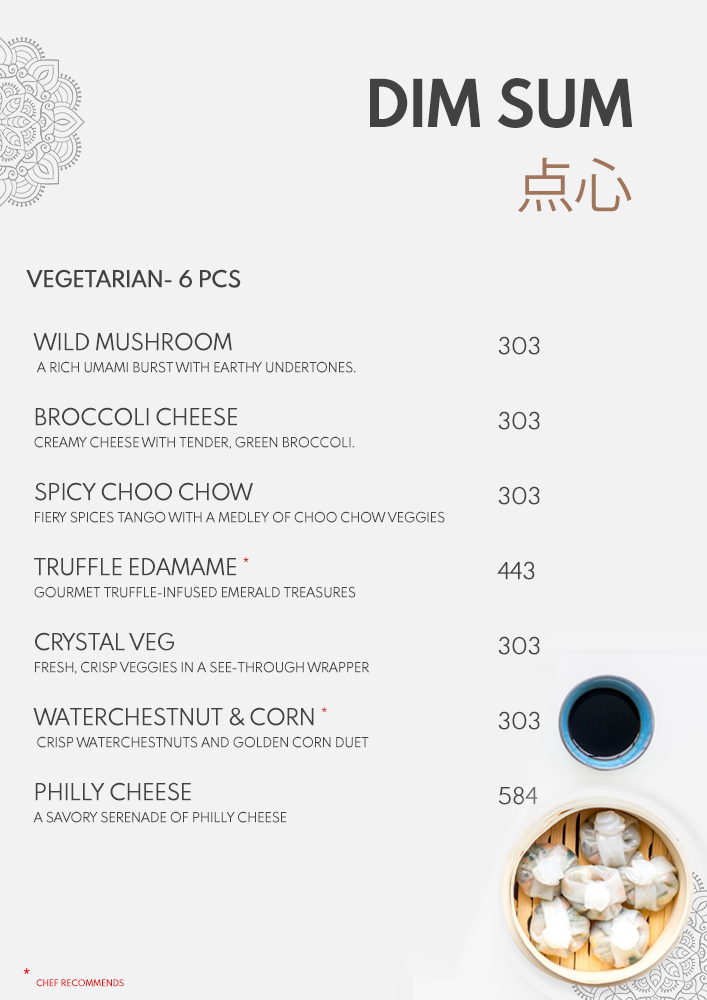 DIM SUM
点心
VEGETARIAN- 6 PCS
WILD MUSHROOM 303
A RICH UMAMI BURST WITH EARTHY UNDERTONES.
BROCCOLI CHEESE 303
CREAMY CHEESE WITH TENDER, GREEN BROCCOLI.
SPICY CHOO CHOW 303
FIERY SPICES TANGO WITH A MEDLEY OF CHOO CHOW VEGGIES
TRUFFLE EDAMAME * 443
GOURMET TRUFFLE-INFUSED EMERALD TREASURES
CRYSTAL VEG 303
FRESH, CRISP VEGGIES IN A SEE-THROUGH WRAPPER
WATERCHESTNUT & CORN * 303
CRISP WATERCHESTNUTS AND GOLDEN CORN DUET
PHILLY CHEESE 584
A SAVORY SERENADE OF PHILLY CHEESE
* CHEF RECOMMENDS